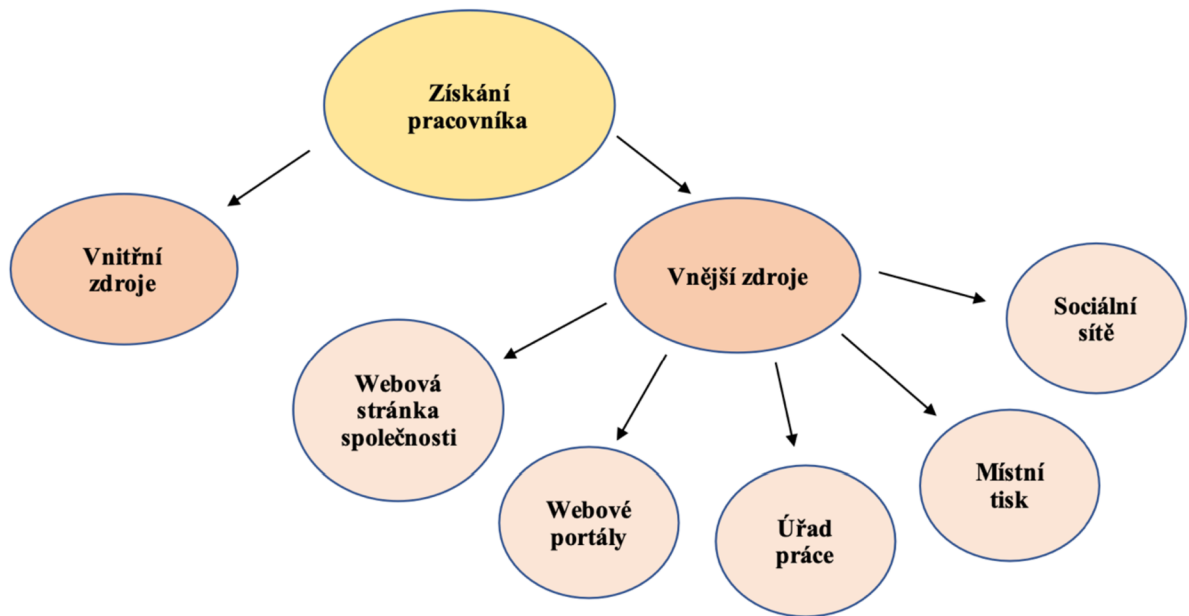 Získání
pracovníka
Vnitřní
zdroje
Vnější zdroje
Sociální
sítě
Webová
stránka
společnosti
Místní
tisk
Webové
portály
Úřad
práce